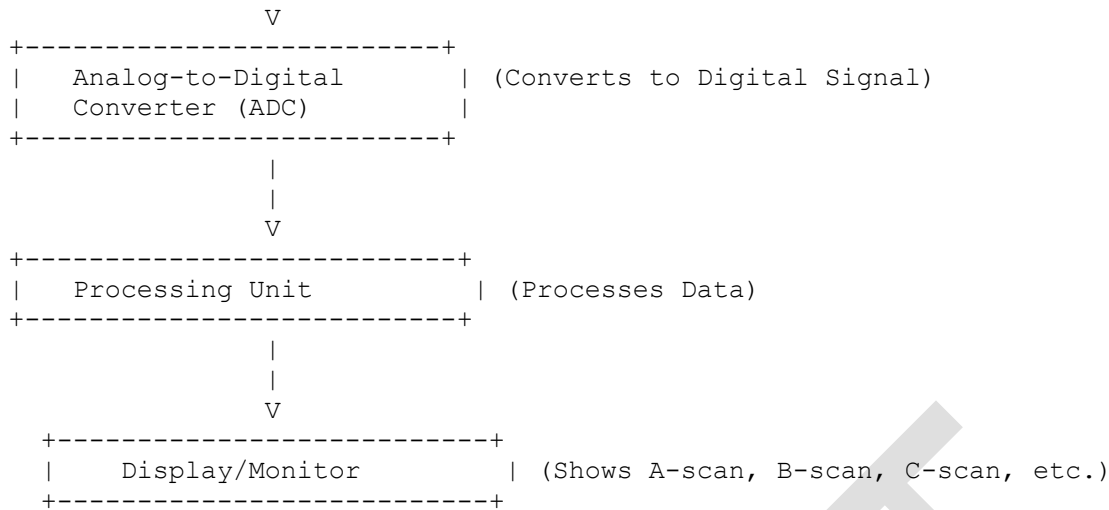 V
+--------------------------+
|   Analog-to-Digital       | (Converts to Digital Signal)
|   Converter (ADC)         |
+--------------------------+
|
|
V
+---------------------------+
|   Processing Unit          | (Processes Data)
+---------------------------+
|
|
V
+---------------------------+
|    Display/Monitor         | (Shows A-scan, B-scan, C-scan, etc.)
+---------------------------+